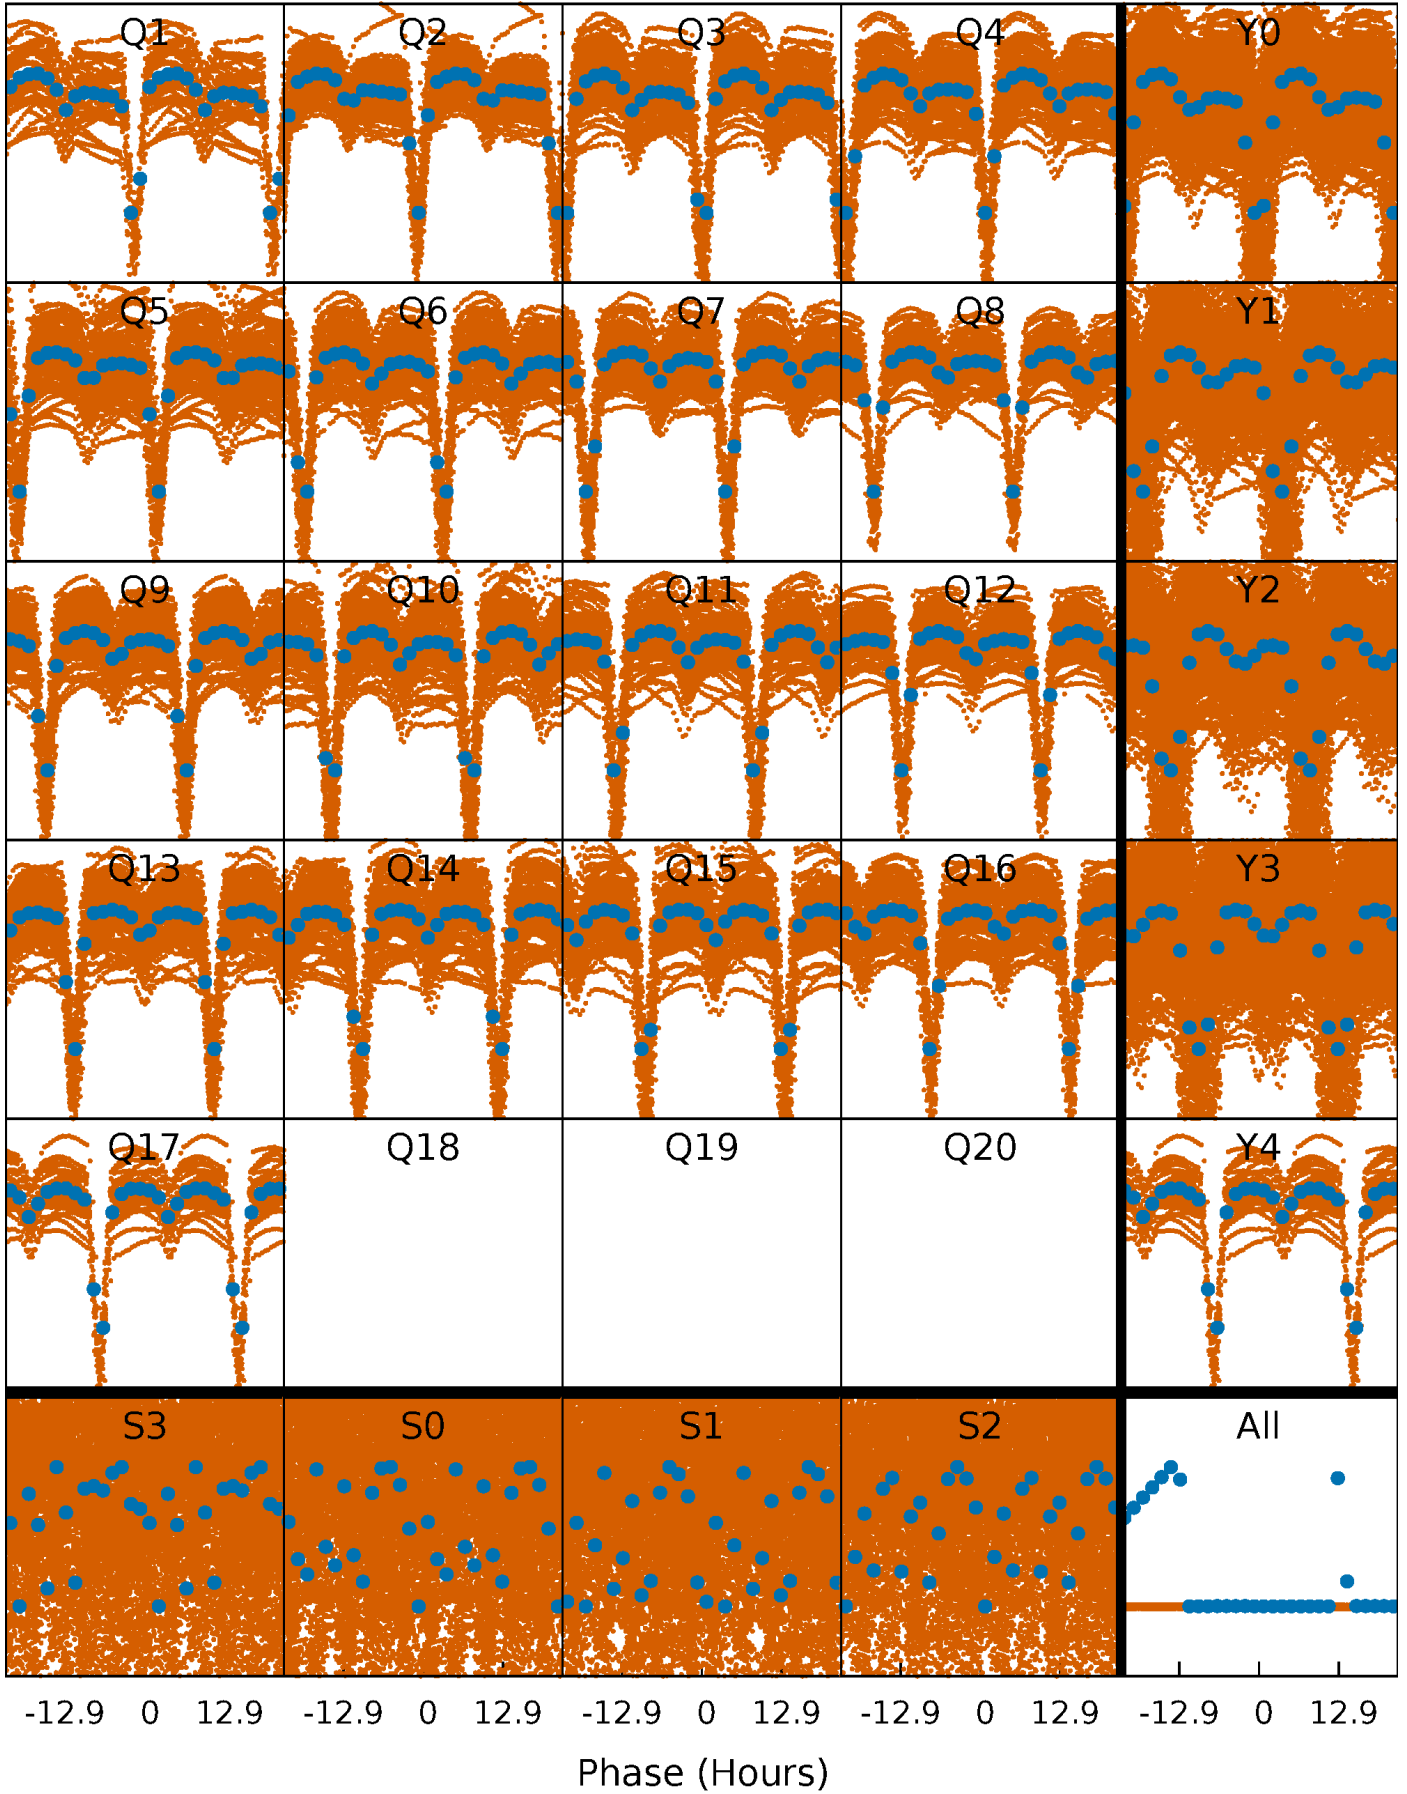 Q1 Q2 Q3 Q4 Y0
Q5 Q6 Q7 Q8 Y1
Q9 Q10 Q11 Q12 Y2
Q13 Q14 Q15 Q16 Y3
Q17 Q18 Q19 Q20 Y4
S3 S0 S1 S2 All
-12.9 0 12.9 -12.9 0 12.9 -12.9 0 12.9 -12.9 0 12.9 -12.9 0 12.9
Phase (Hours)